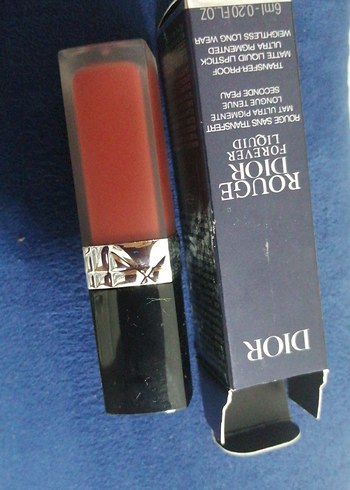 DIOR
ROUGE
DIOR
FOREVER
LIQUID
ROUGE SANS TRANSFERT
MAT ULTRA PIGMENTÉ
LONGUE TENUE
SECONDE PEAU
TRANSFER-PROOF
MATTE LIQUID LIPSTICK
ULTRA PIGMENTED
WEIGHTLESS LONG WEAR
6ml - 0.20 FL.OZ